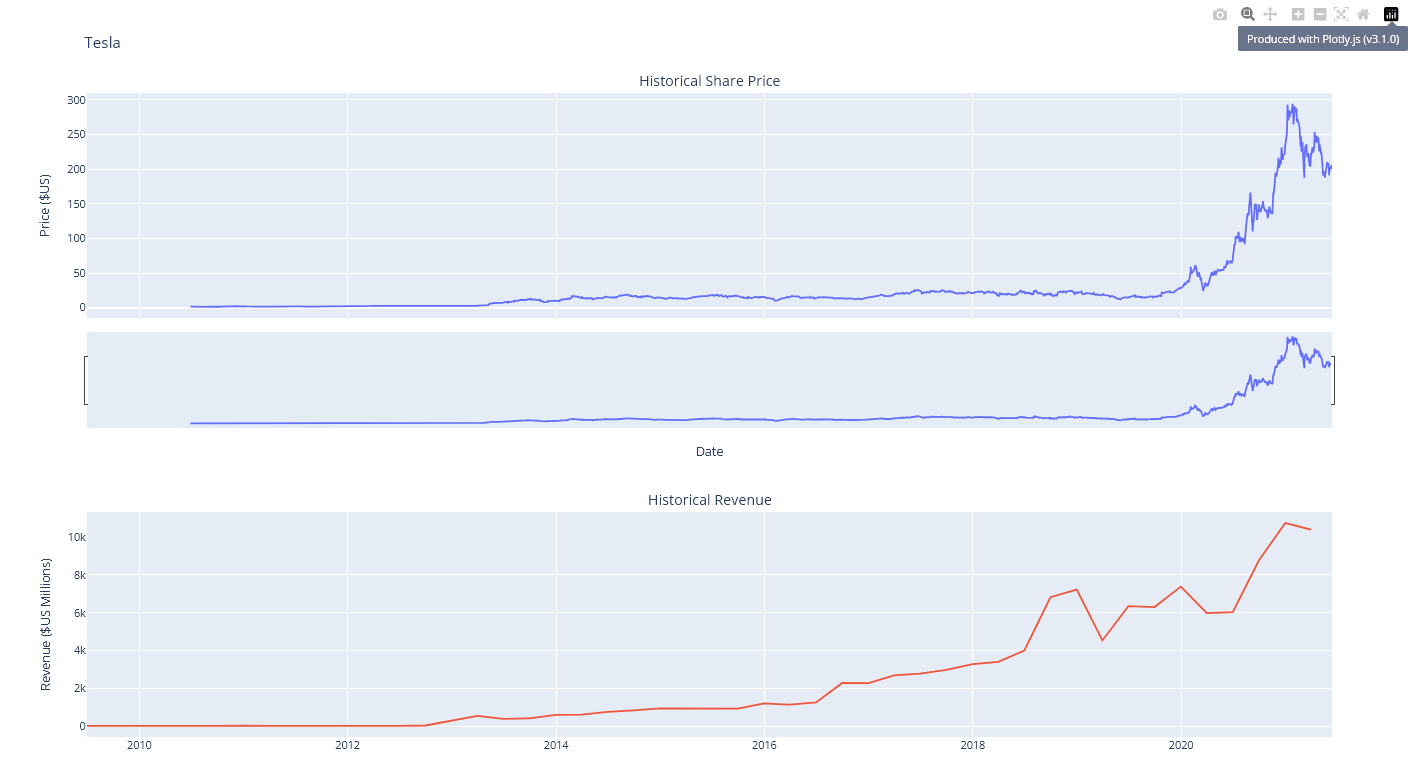 Produced with Plotly.js (v3.1.0)
Tesla
Historical Share Price
300
250
200
150
100
50
0
Price ($US)
Date
Historical Revenue
10k
8k
6k
4k
2k
0
Revenue ($US Millions)
2010 2012 2014 2016 2018 2020